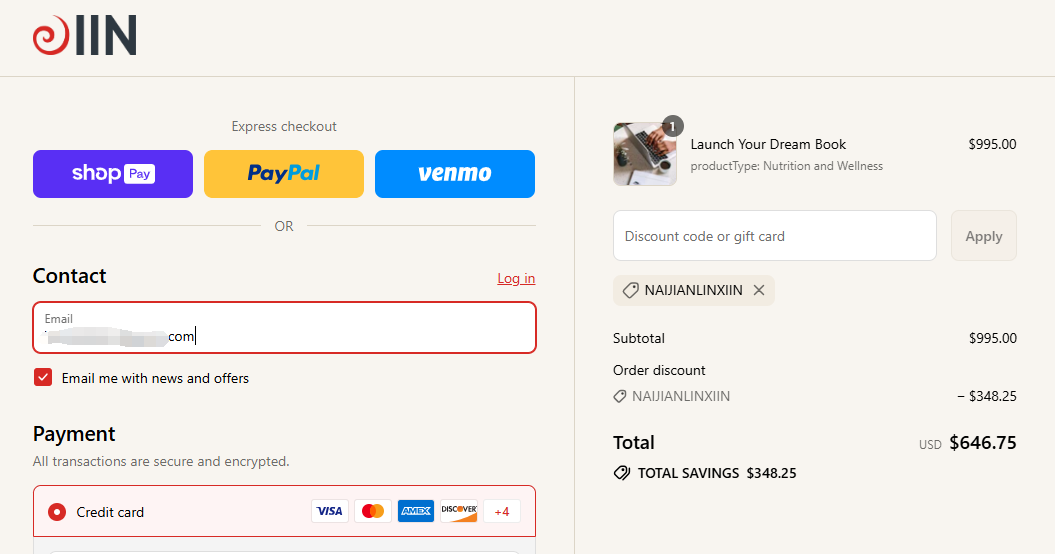 IIN
Express checkout
shop Pay
PayPal
venmo
OR
Contact
Log in
Email
com
Email me with news and offers
Payment
All transactions are secure and encrypted.
Credit card
VISA
AMEX
DISCOVER
+4
1
Launch Your Dream Book
$995.00
productType: Nutrition and Wellness
Discount code or gift card
Apply
NAIJIANLINXIIN
Subtotal
$995.00
Order discount
NAIJIANLINXIIN
− $348.25
Total
USD $646.75
TOTAL SAVINGS $348.25